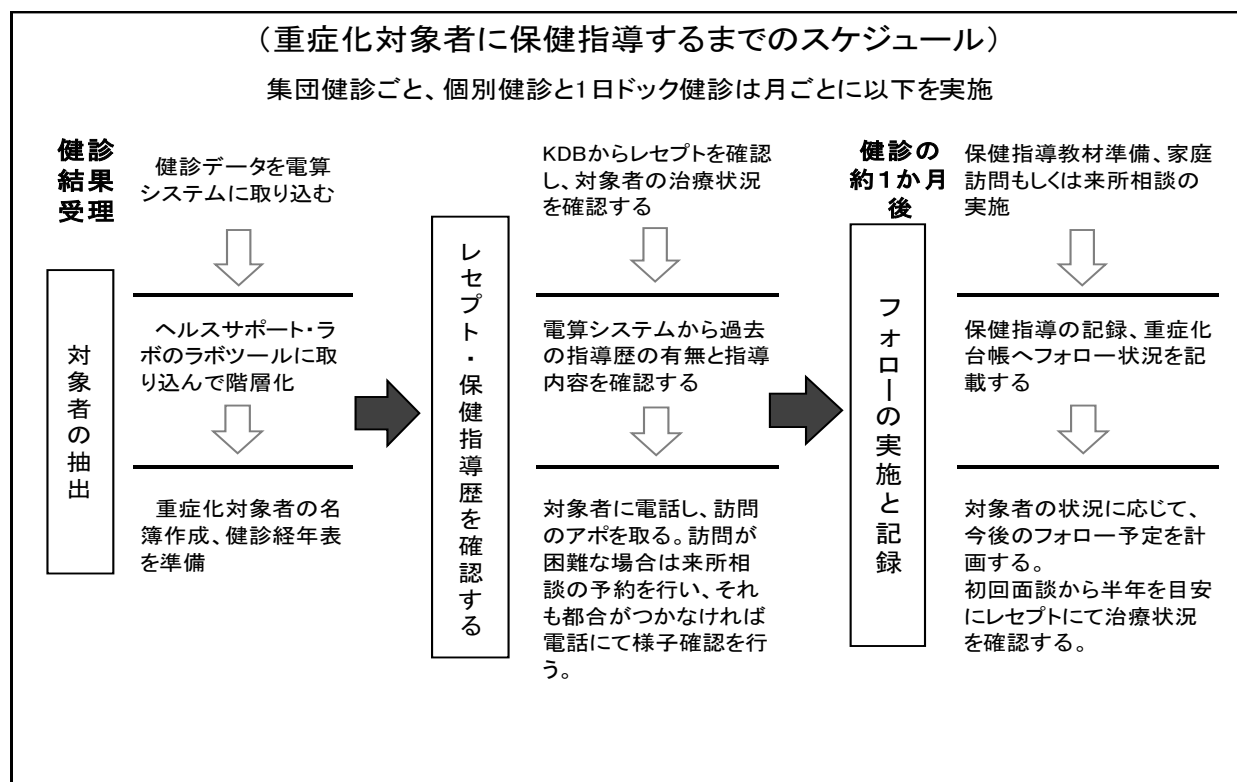 （重症化対象者に保健指導するまでのスケジュール）
集団健診ごと、個別健診と1日ドック健診は月ごとに以下を実施
健診
結果
受理
対象者の抽出
健診データを電算
システムに取り込む
ヘルスサポート・ラ
ボのラボツールに取
り込んで階層化
重症化対象者の名
簿作成、健診経年表
を準備
レセプト・保健指導歴を確認する
KDBからレセプトを確認
し、対象者の治療状況
を確認する
電算システムから過去
の指導歴の有無と指導
内容を確認する
対象者に電話し、訪問
のアポを取る。訪問が
困難な場合は来所相
談の予約を行い、それ
も都合がつかなければ
電話にて様子確認を行
う。
健診の
約１か月
後
フォローの実施と記録
保健指導教材準備、家庭
訪問もしくは来所相談の
実施
保健指導の記録、重症化
台帳へフォロー状況を記
載する
対象者の状況に応じて、
今後のフォロー予定を計
画する。
初回面談から半年を目安
にレセプトにて治療状況
を確認する。